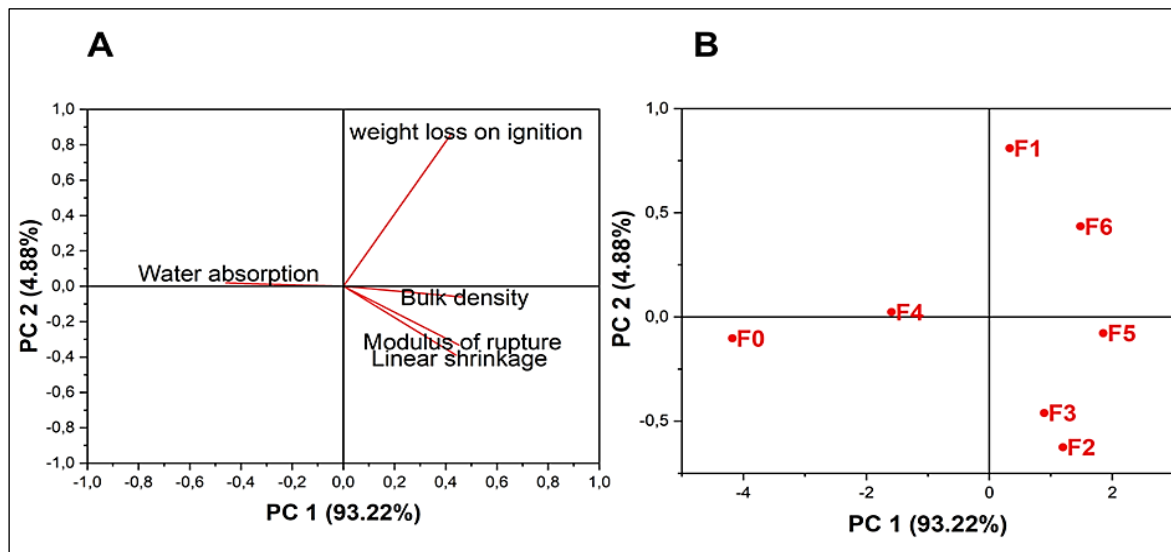 A
1,0
0,8
0,6
0,4
0,2
0,0
-0,2
-0,4
-0,6
-0,8
-1,0
PC 2 (4.88%)
weight loss on ignition
Water absorption
Bulk density
Modulus of rupture
Linear shrinkage
-1,0 -0,8 -0,6 -0,4 -0,2 0,0 0,2 0,4 0,6 0,8 1,0
PC 1 (93.22%)
B
1,0
0,5
0,0
-0,5
PC 2 (4.88%)
F1
F6
F4
F0
F5
F3
F2
-4 -2 0 2
PC 1 (93.22%)